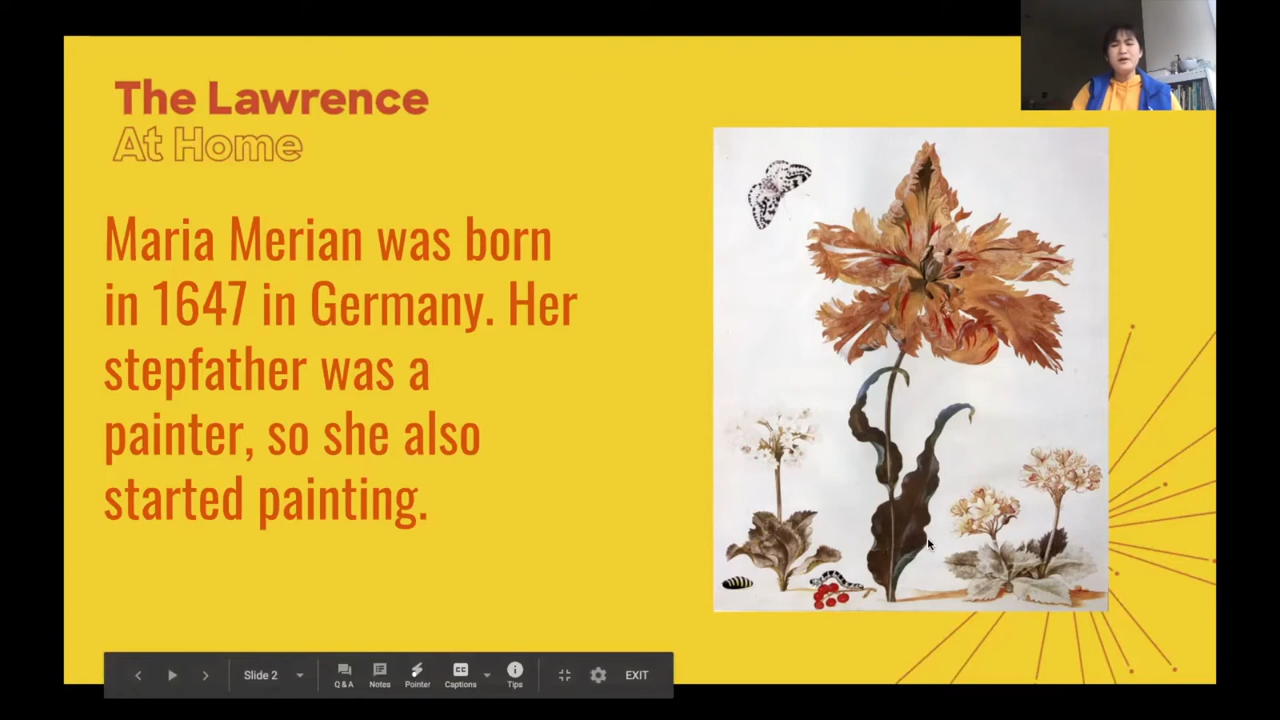 The Lawrence
At Home
Maria Merian was born
in 1647 in Germany. Her
stepfather was a
painter, so she also
started painting.
Slide 2
Q & A
Notes
Pointer
Captions
Tips
EXIT